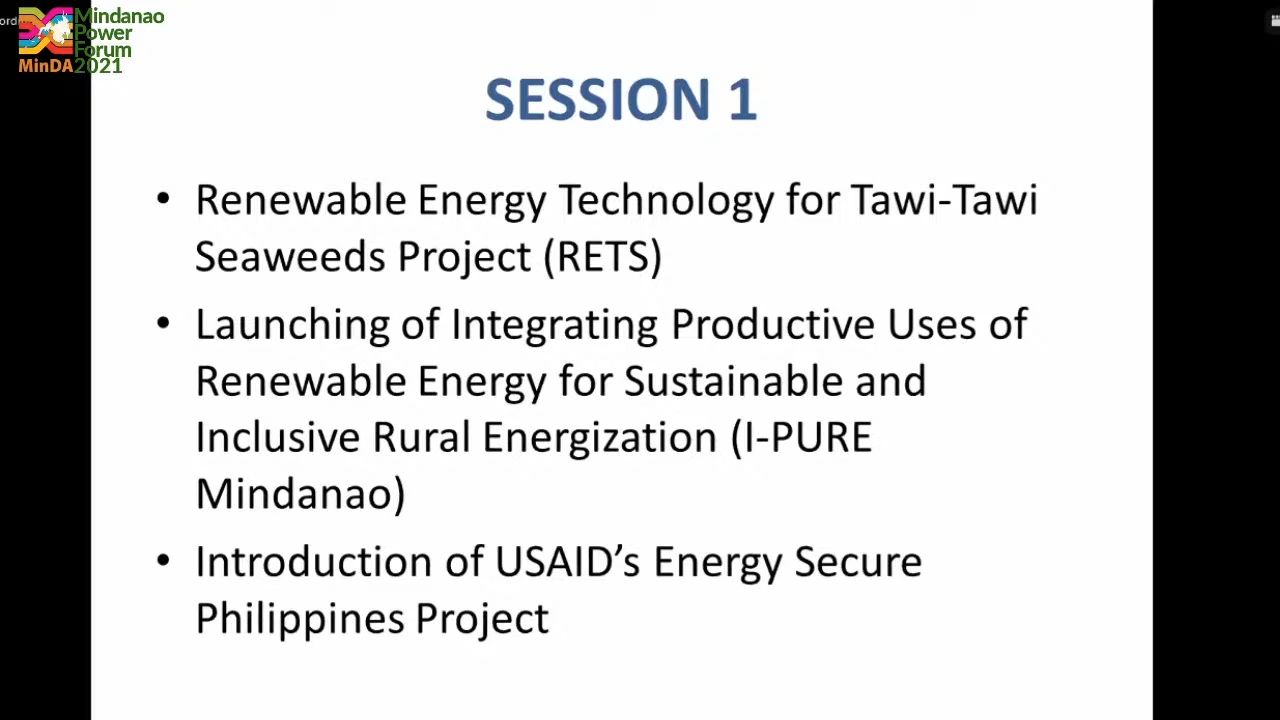 Mindanao
Power
Forum
MinDA2021
SESSION 1
• Renewable Energy Technology for Tawi-Tawi
Seaweeds Project (RETS)
• Launching of Integrating Productive Uses of
Renewable Energy for Sustainable and
Inclusive Rural Energization (I-PURE
Mindanao)
• Introduction of USAID’s Energy Secure
Philippines Project